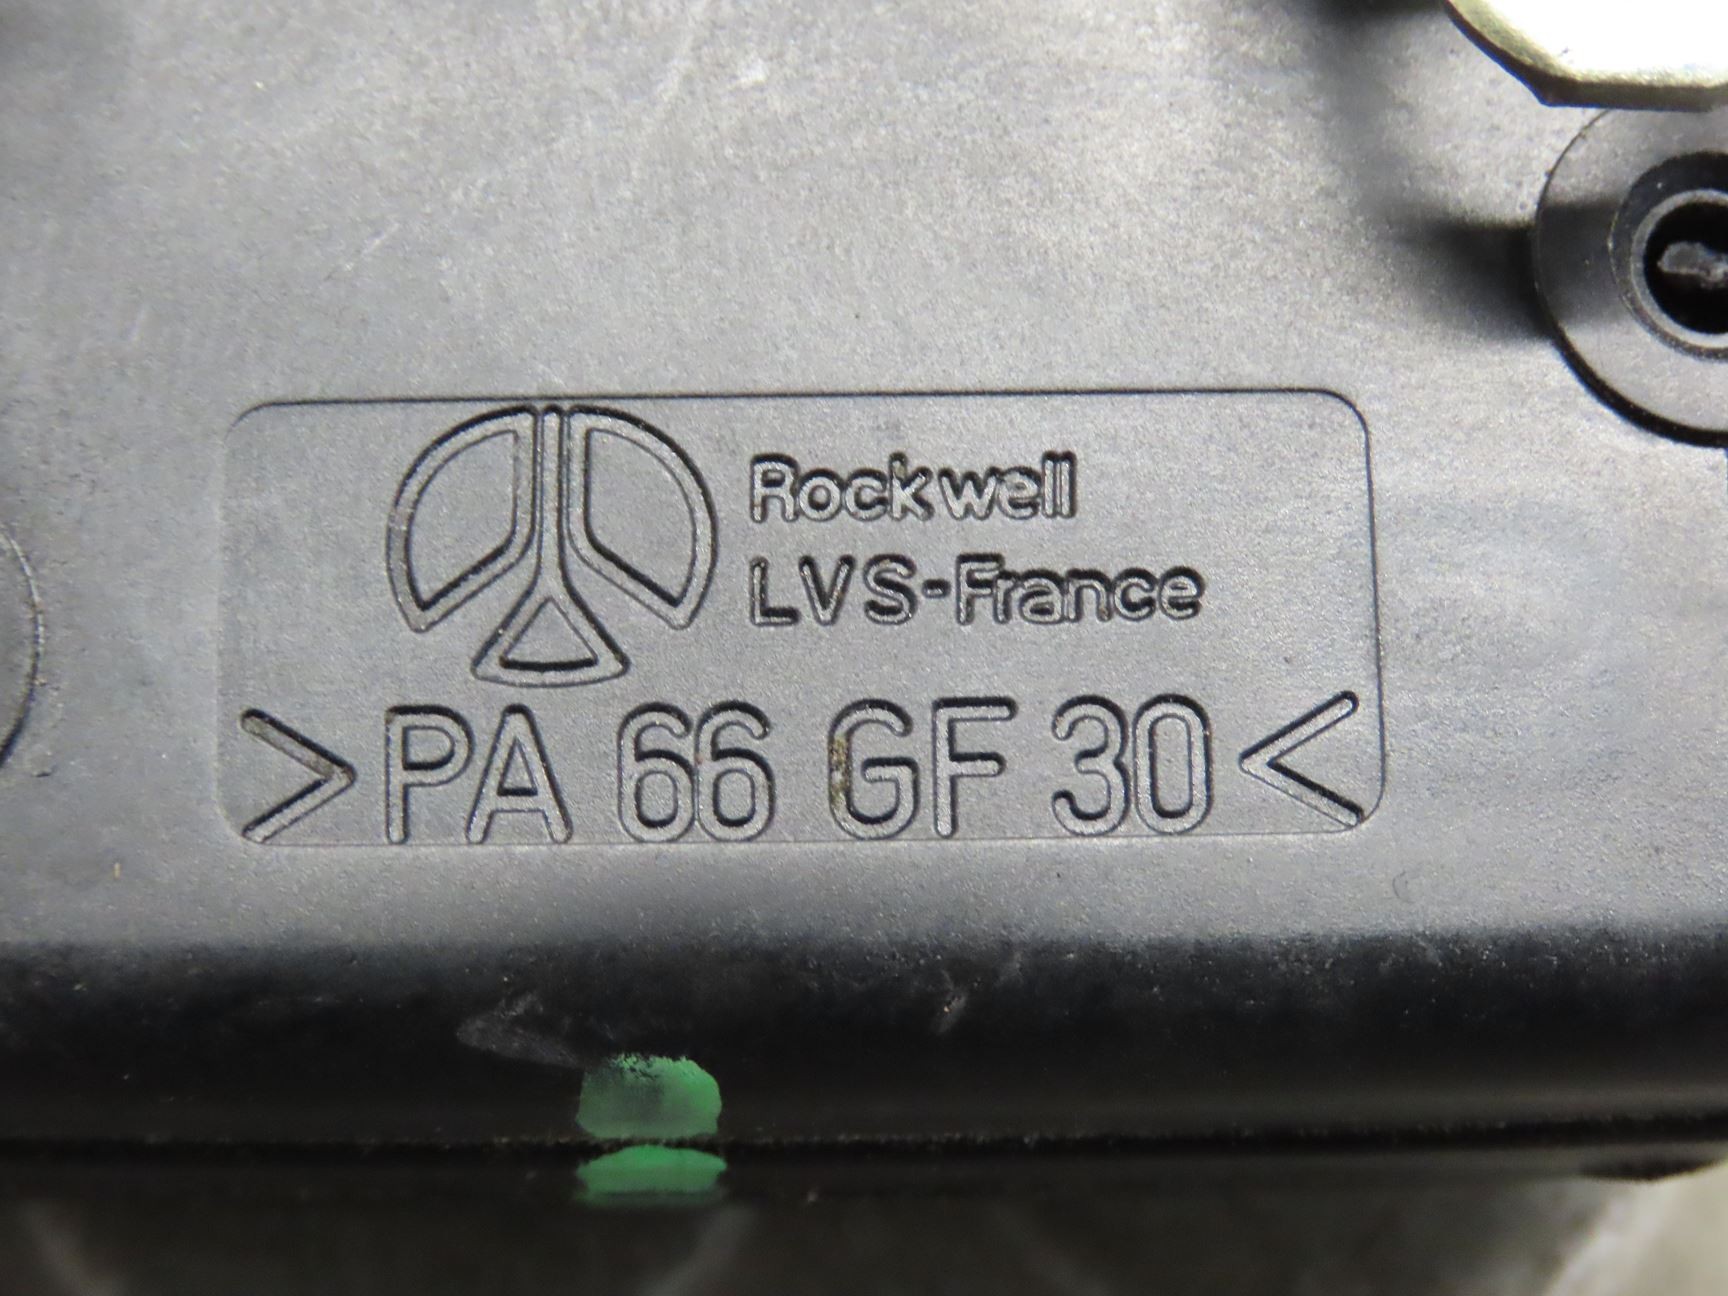 Rockwell
LVS-France
>PA 66 GF 30<